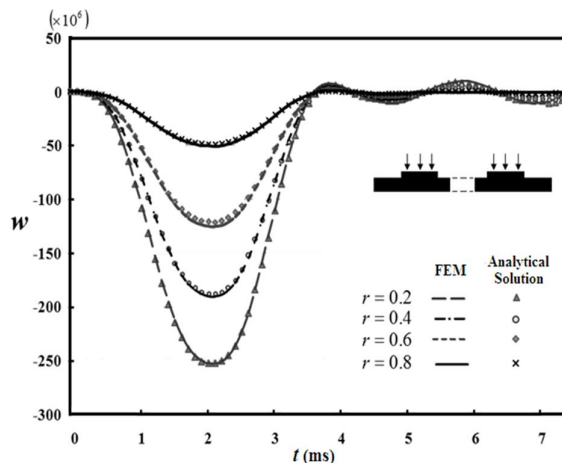 (×10⁶)
50
0
-50
-100
-150
-200
-250
-300
w
0 1 2 3 4 5 6 7
t (ms)
FEM Analytical Solution
r = 0.2
r = 0.4
r = 0.6
r = 0.8